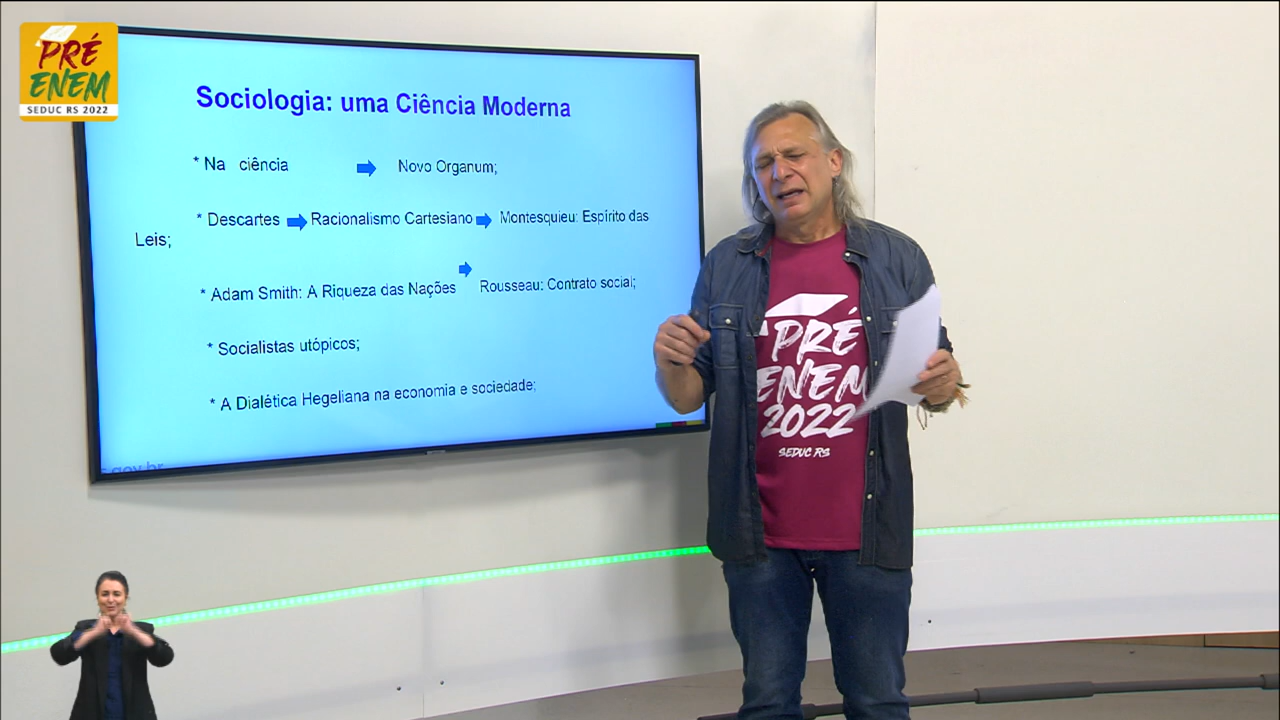 PRÉ
ENEM
SEDUC RS 2022
Sociologia: uma Ciência Moderna
* Na ciência Novo Organum;
* Descartes Racionalismo Cartesiano Montesquieu: Espírito das
Leis;
* Adam Smith: A Riqueza das Nações Rousseau: Contrato social;
* Socialistas utópicos;
* A Dialética Hegeliana na economia e sociedade;
PRÉ
ENEM
2022
SEDUC RS